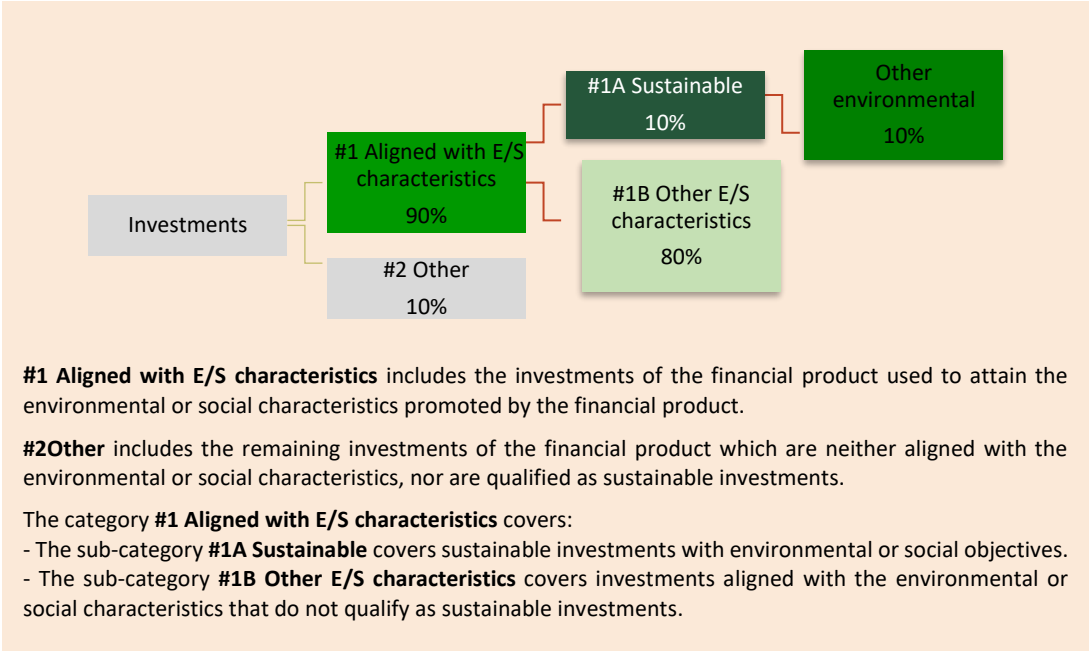 #1A Sustainable
10%
Other
environmental
10%
#1 Aligned with E/S
characteristics
90%
#1B Other E/S
characteristics
80%
Investments
#2 Other
10%
#1 Aligned with E/S characteristics includes the investments of the financial product used to attain the
environmental or social characteristics promoted by the financial product.
#2Other includes the remaining investments of the financial product which are neither aligned with the
environmental or social characteristics, nor are qualified as sustainable investments.
The category #1 Aligned with E/S characteristics covers:
- The sub-category #1A Sustainable covers sustainable investments with environmental or social objectives.
- The sub-category #1B Other E/S characteristics covers investments aligned with the environmental or
social characteristics that do not qualify as sustainable investments.